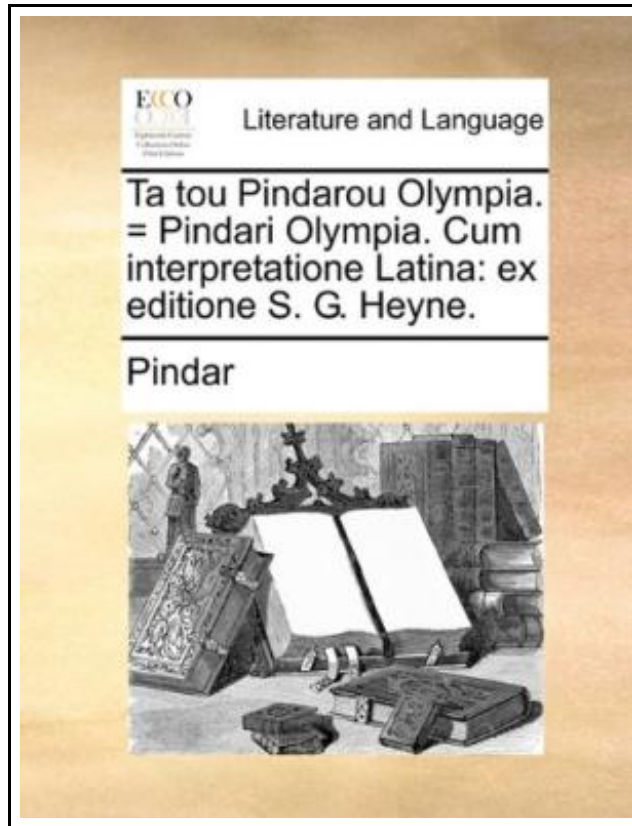 ECCO
Literature and Language
Ta tou Pindarou Olympia.
= Pindari Olympia. Cum
interpretatione Latina: ex
editione S. G. Heyne.
Pindar